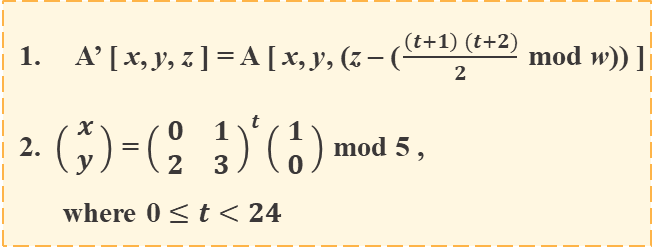 1. A’ [ x, y, z ] = A [ x, y, (z – ( (t+1) (t+2) / 2 mod w)) ]
2. ( x y ) = ( 0 1 2 3 )^t ( 1 0 ) mod 5 ,
where 0 ≤ t < 24